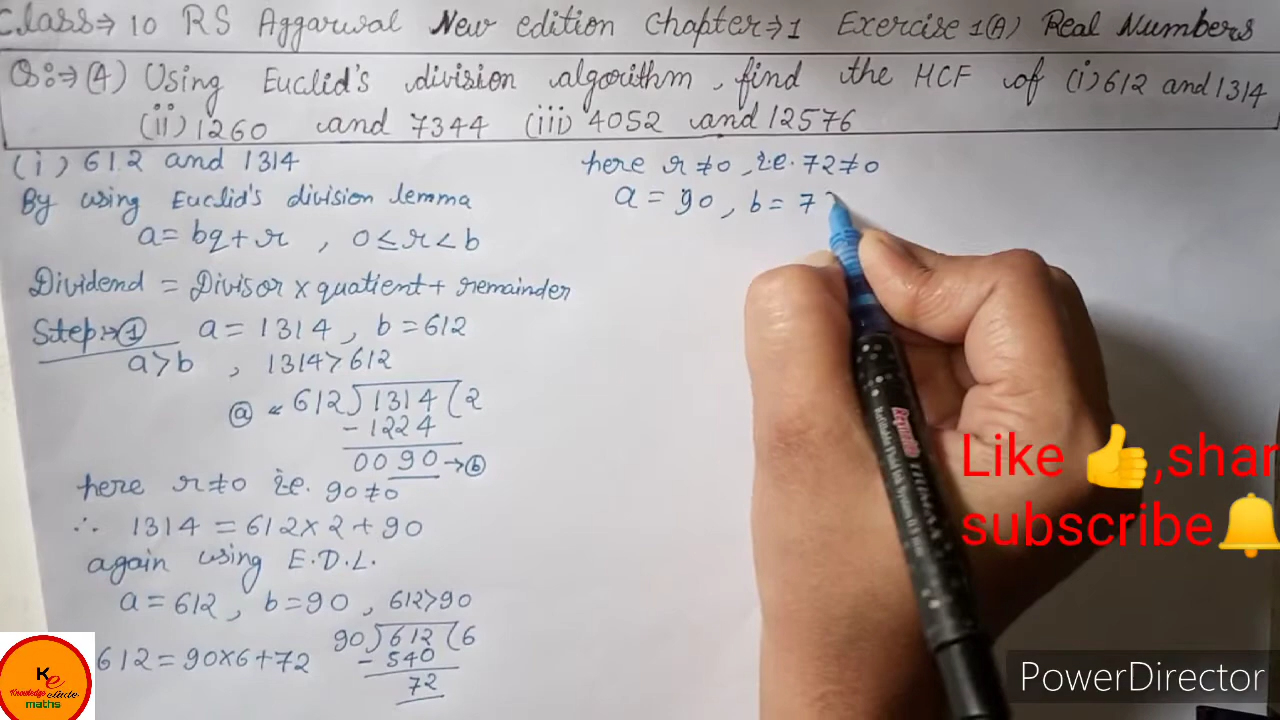 Class⇒ 10 RS Aggarwal New edition Chapter⇒1 Exercise 1(A) Real Numbers
Q:⇒(4) Using Euclid's division algorithm, find the HCF of (i) 612 and 1314
(ii) 1260 and 7344 (iii) 4052 and 12576
(i) 612 and 1314
By using Euclid's division lemma
a = bq + r , 0 ≤ r < b
Dividend = Divisor × quatient + remainder
Step:→① a = 1314 , b = 612
a > b , 1314 > 612
ⓐ ← 612) 1314 (2
- 1224
0090 → ⓑ
here r ≠ 0 i.e. 90 ≠ 0
∴ 1314 = 612 × 2 + 90
again using E.D.L.
a = 612 , b = 90 , 612 > 90
90) 612 (6
- 540
72
612 = 90 × 6 + 72
here r ≠ 0 , i.e. 72 ≠ 0
a = 90 , b = 7
Like 👍,shar
subscribe🔔
Ke
Knowledge
maths
PowerDirector